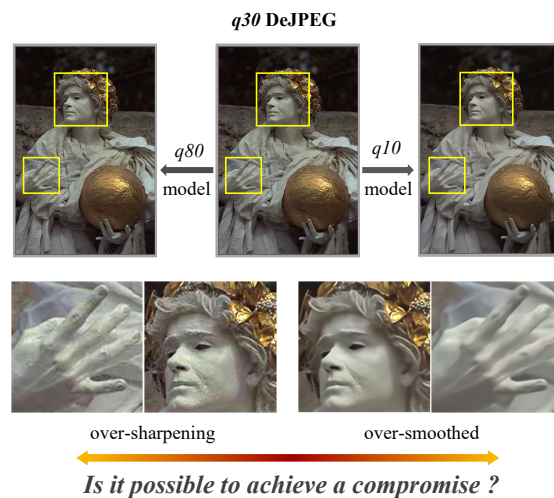 q30 DeJPEG
q80
model
q10
model
over-sharpening
over-smoothed
Is it possible to achieve a compromise ?